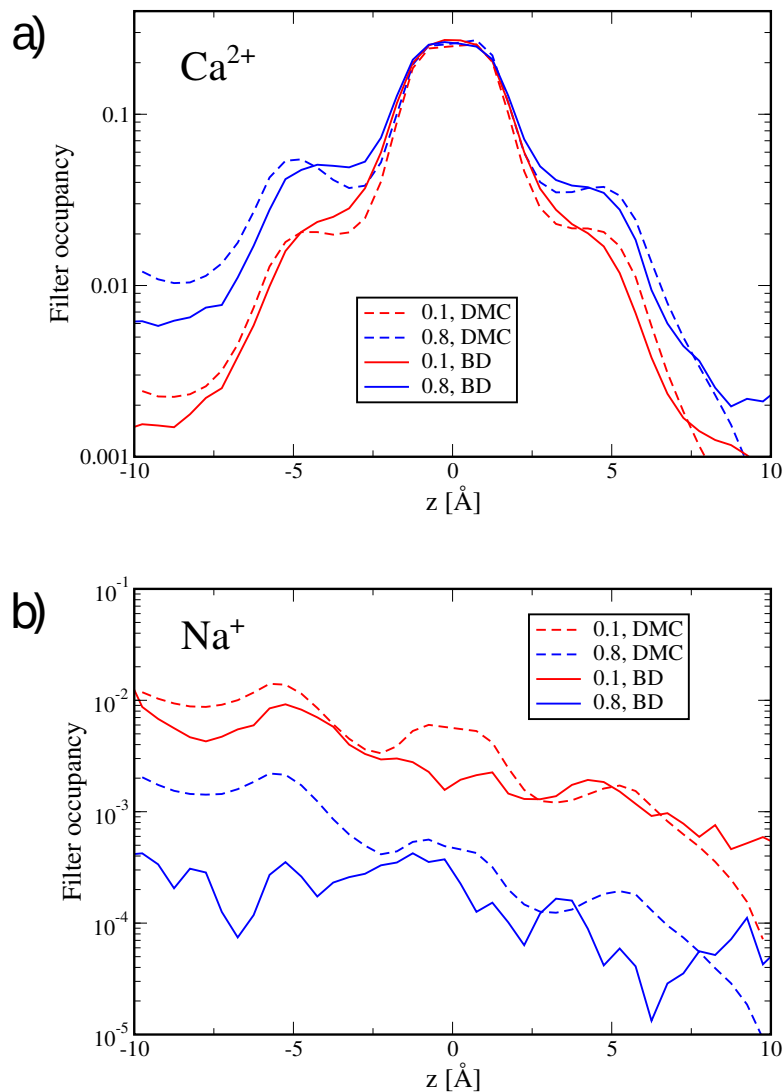 a)
Ca²⁺
Filter occupancy
0.1
0.01
0.001
0.1, DMC
0.8, DMC
0.1, BD
0.8, BD
-10
-5
0
5
10
z [Å]
b)
Na⁺
Filter occupancy
10⁻¹
10⁻²
10⁻³
10⁻⁴
10⁻⁵
0.1, DMC
0.8, DMC
0.1, BD
0.8, BD
-10
-5
0
5
10
z [Å]